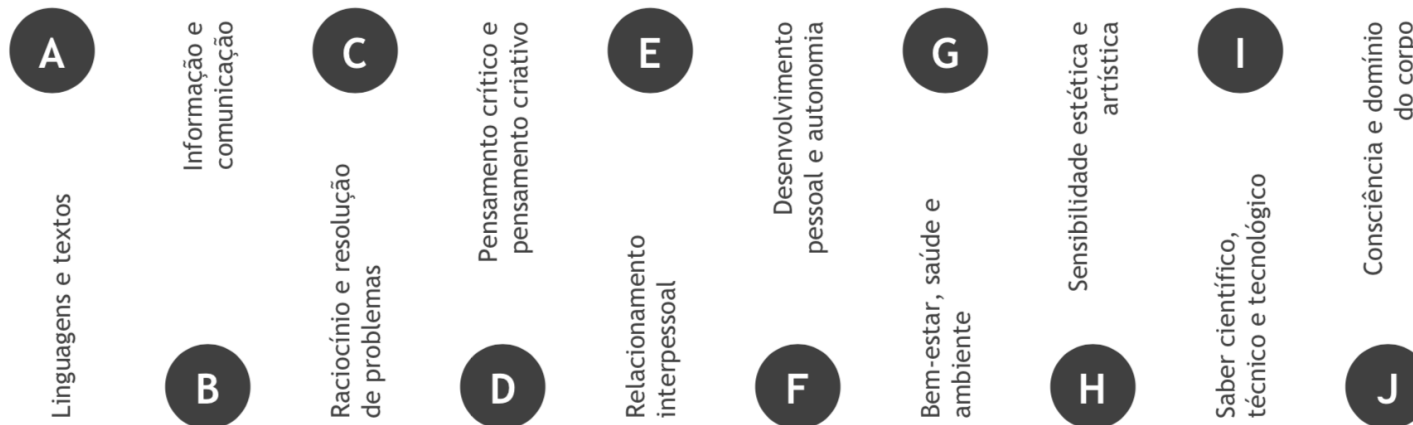 A
Linguagens e textos
Informação e
comunicação
B
C
Raciocínio e resolução
de problemas
Pensamento crítico e
pensamento criativo
D
E
Relacionamento
interpessoal
Desenvolvimento
pessoal e autonomia
F
G
Bem-estar, saúde e
ambiente
Sensibilidade estética e
artística
H
I
Saber científico,
técnico e tecnológico
Consciência e domínio
do corpo
J